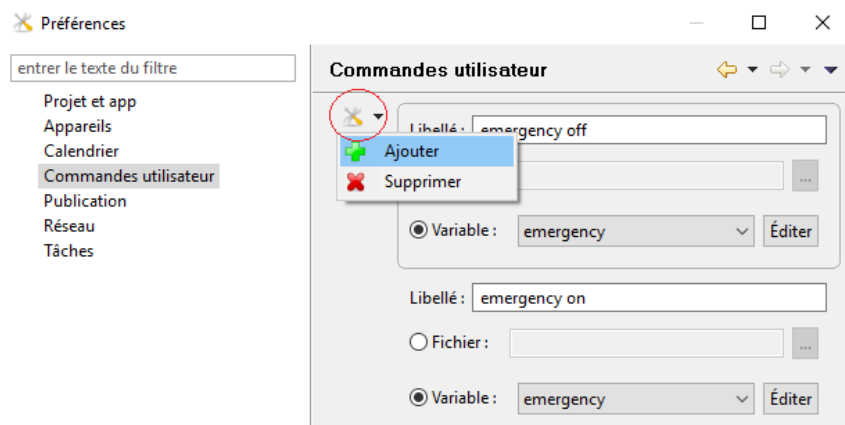 Préférences
entrer le texte du filtre
Projet et app
Appareils
Calendrier
Commandes utilisateur
Publication
Réseau
Tâches
Commandes utilisateur
Libellé : emergency off
Ajouter
Supprimer
...
Variable : emergency Éditer
Libellé : emergency on
Fichier : ...
Variable : emergency Éditer